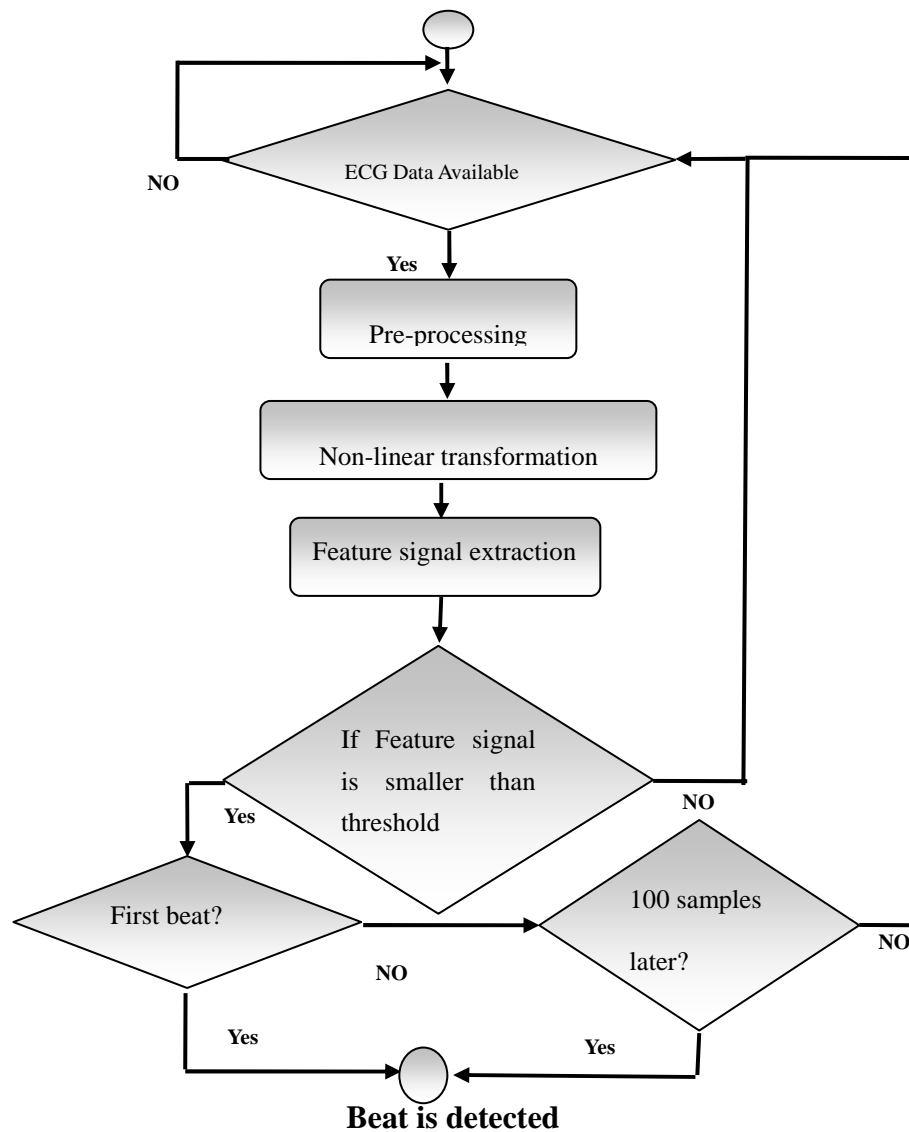 ECG Data Available
NO
Yes
Pre-processing
Non-linear transformation
Feature signal extraction
If Feature signal
is smaller than
threshold
Yes
NO
First beat?
NO
100 samples
later?
NO
Yes
Yes
Beat is detected